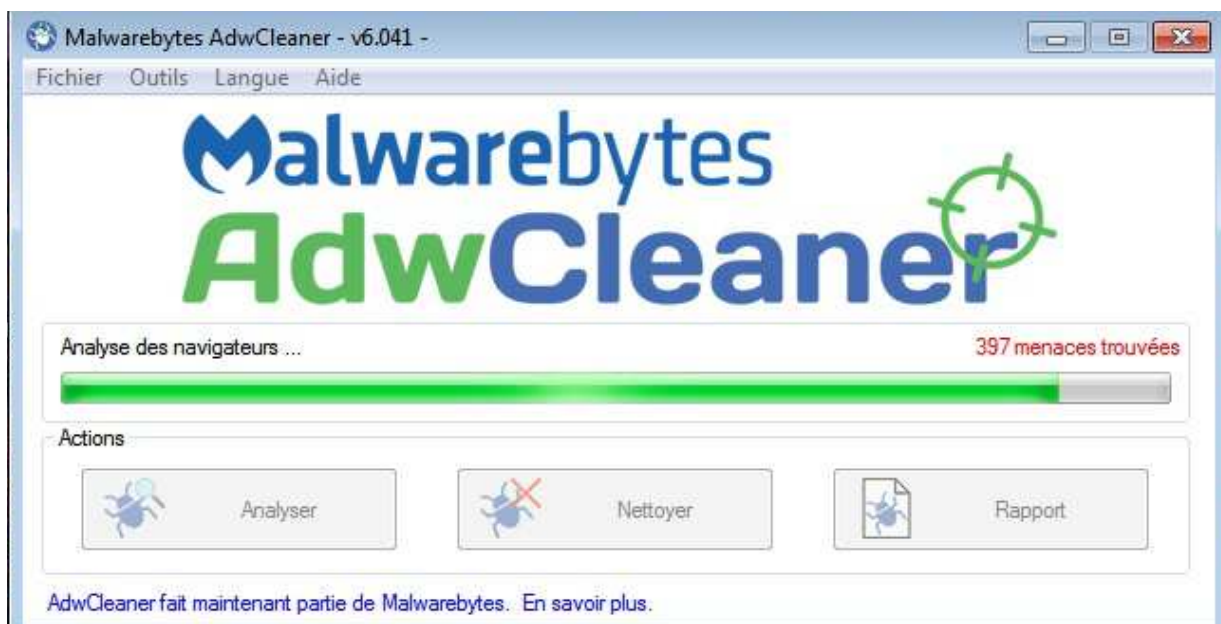 Malwarebytes AdwCleaner - v6.041 -
Fichier Outils Langue Aide
Malwarebytes
AdwCleaner
Analyse des navigateurs ... 397 menaces trouvées
Actions
Analyser Nettoyer Rapport
AdwCleaner fait maintenant partie de Malwarebytes. En savoir plus.